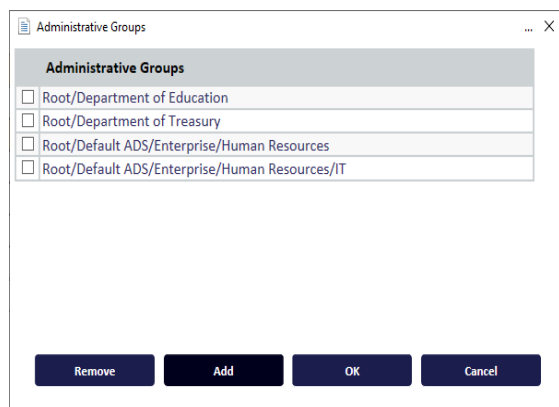 Administrative Groups
...
Administrative Groups
Root/Department of Education
Root/Department of Treasury
Root/Default ADS/Enterprise/Human Resources
Root/Default ADS/Enterprise/Human Resources/IT
Remove Add OK Cancel